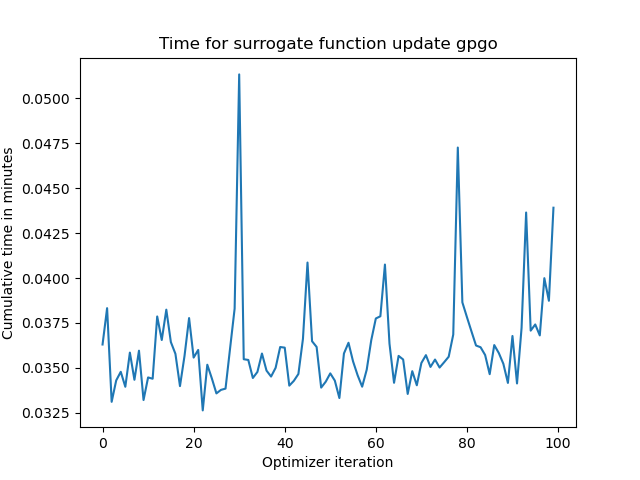 Time for surrogate function update gpgo
Cumulative time in minutes
0.0500
0.0475
0.0450
0.0425
0.0400
0.0375
0.0350
0.0325
0 20 40 60 80 100
Optimizer iteration